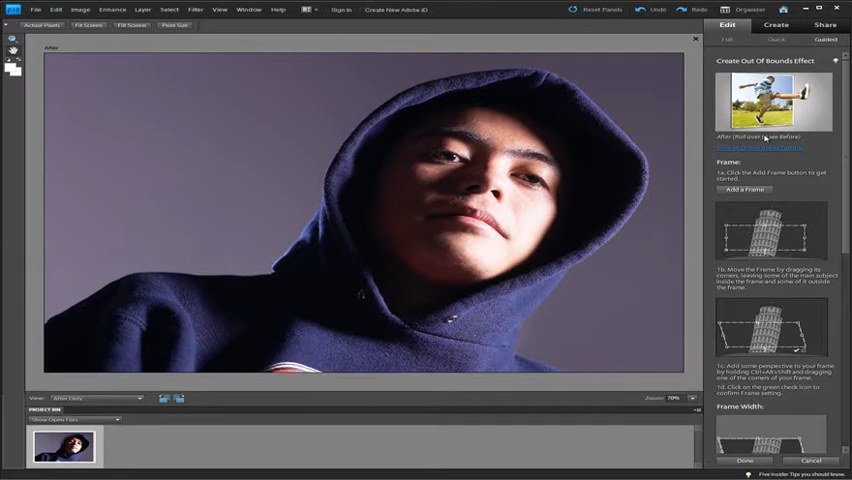 pse File Edit Image Enhance Layer Select Filter View Window Help Sign In Create New Adobe ID Reset Panels Undo Redo Organizer
Actual Pixels Fit Screen Fill Screen Print Size
Edit Create Share
Full Quick Guided
After
Create Out Of Bounds Effect
After (Roll over to see Before)
Frame:
1a. Click the Add Frame button to get
started.
Add a Frame
1b. Move the Frame by dragging its
corners, leaving some of the main subject
inside the frame and some of it outside
the frame.
1c. Add some perspective to your frame
by holding Ctrl+Alt+Shift and dragging
one of the corners of your frame.
1d. Click on the green check icon to
confirm Frame setting.
Frame Width:
View: After Only Zoom: 70%
PROJECT BIN
Show Open Files
Done Cancel
Five Insider Tips you should know.